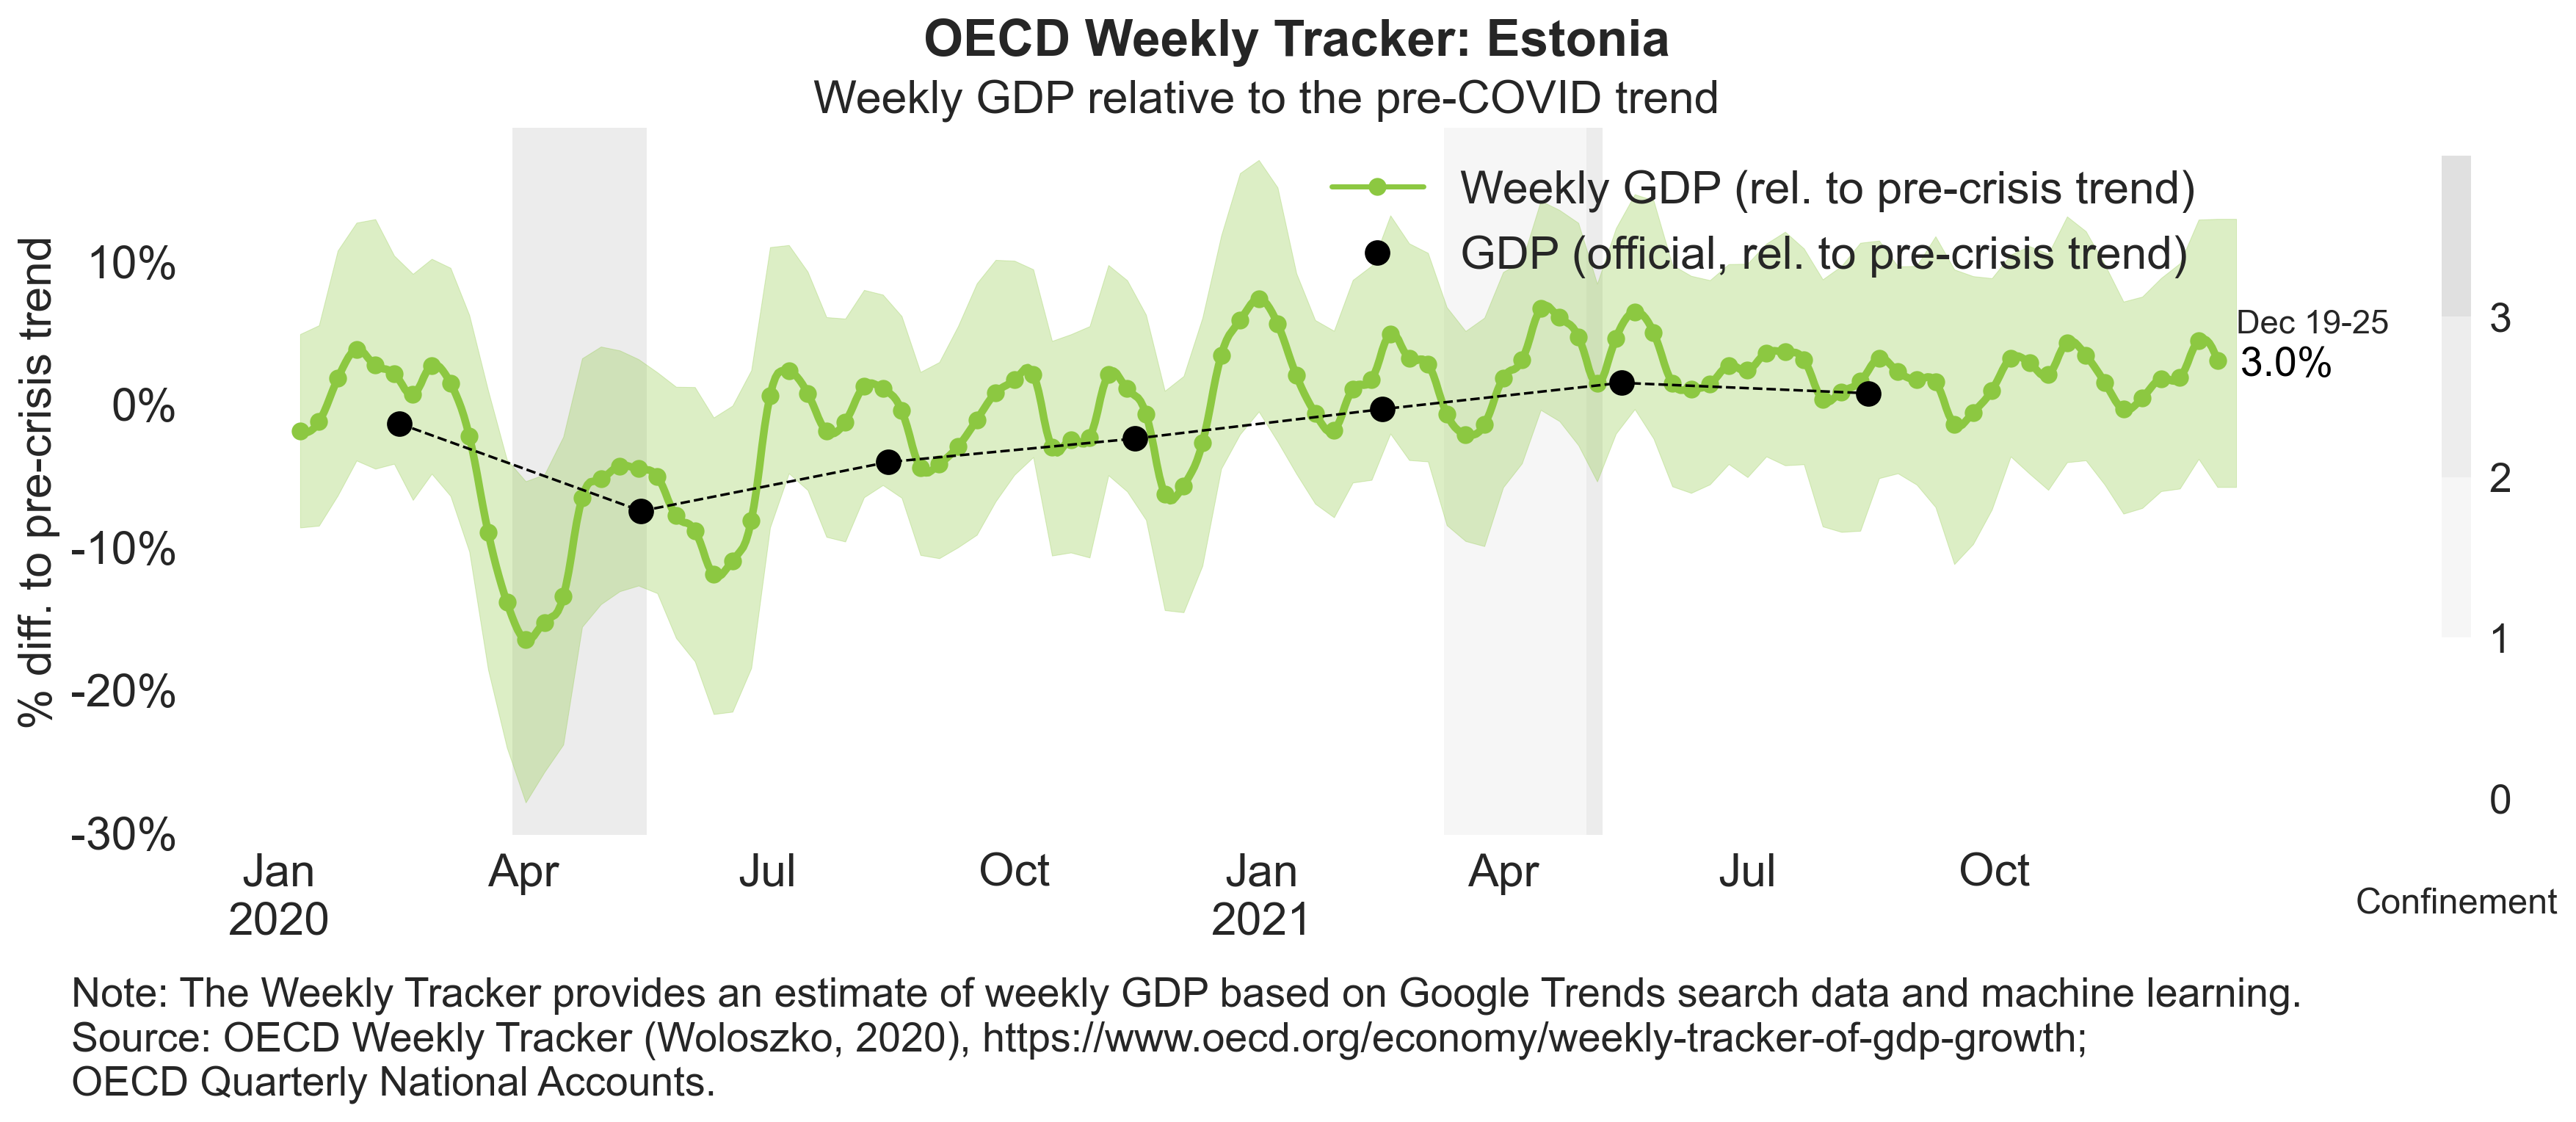 OECD Weekly Tracker: Estonia
Weekly GDP relative to the pre-COVID trend
Weekly GDP (rel. to pre-crisis trend)
GDP (official, rel. to pre-crisis trend)
% diff. to pre-crisis trend
10%
0%
-10%
-20%
-30%
Dec 19-25
3.0%
3
2
1
0
Confinement
Jan Apr Jul Oct Jan Apr Jul Oct
2020 2021
Note: The Weekly Tracker provides an estimate of weekly GDP based on Google Trends search data and machine learning.
Source: OECD Weekly Tracker (Woloszko, 2020), https://www.oecd.org/economy/weekly-tracker-of-gdp-growth;
OECD Quarterly National Accounts.